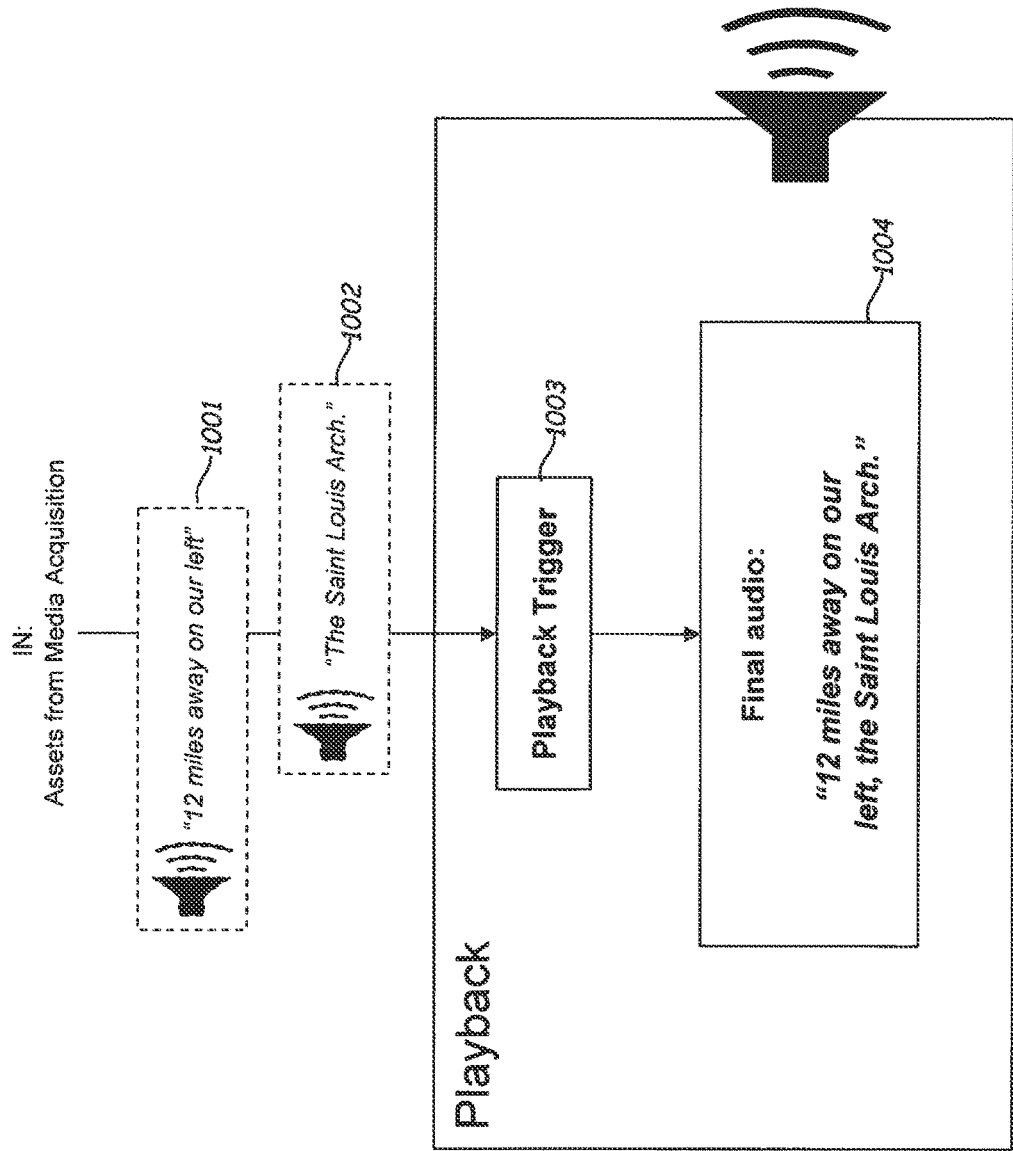 IN:
Assets from Media Acquisition
“12 miles away on our left”
1001
“The Saint Louis Arch.”
1002
Playback
Playback Trigger
1003
Final audio:
“12 miles away on our
left, the Saint Louis Arch.”
1004